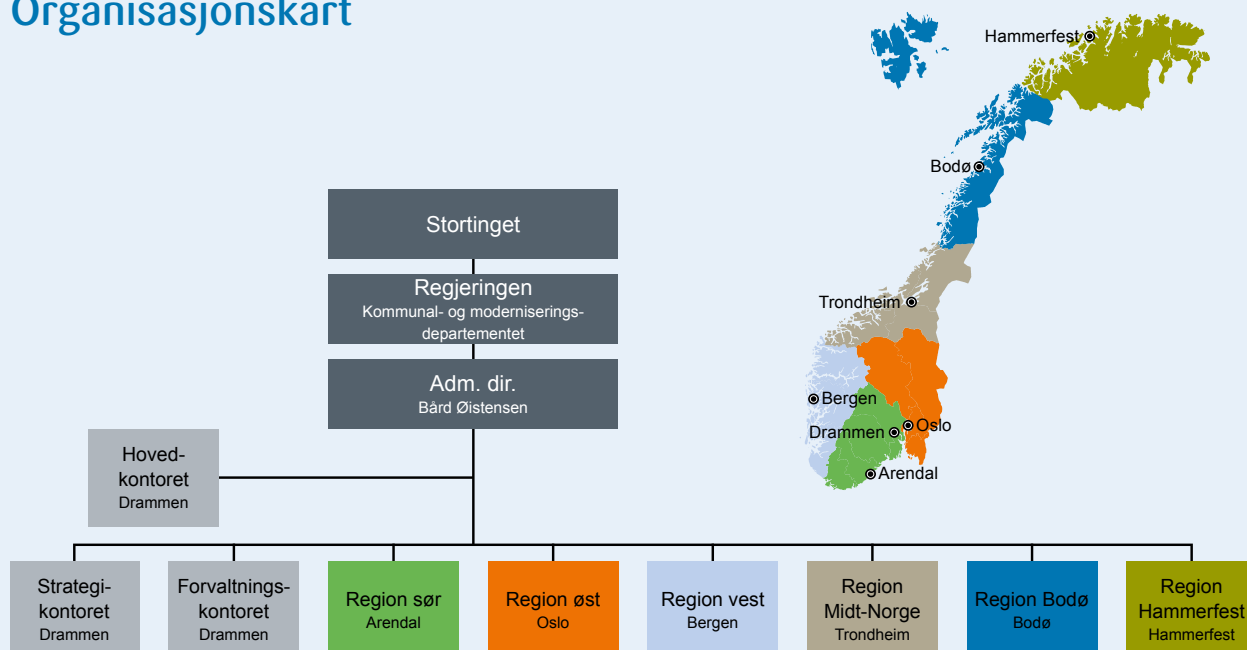 Organisasjonskart
Hammerfest
Bodø
Trondheim
Bergen
Oslo
Drammen
Arendal
Stortinget
Regjeringen
Kommunal- og moderniserings-
departementet
Adm. dir.
Bård Øistensen
Hoved-
kontoret
Drammen
Strategi-
kontoret
Drammen
Forvaltnings-
kontoret
Drammen
Region sør
Arendal
Region øst
Oslo
Region vest
Bergen
Region
Midt-Norge
Trondheim
Region Bodø
Bodø
Region
Hammerfest
Hammerfest